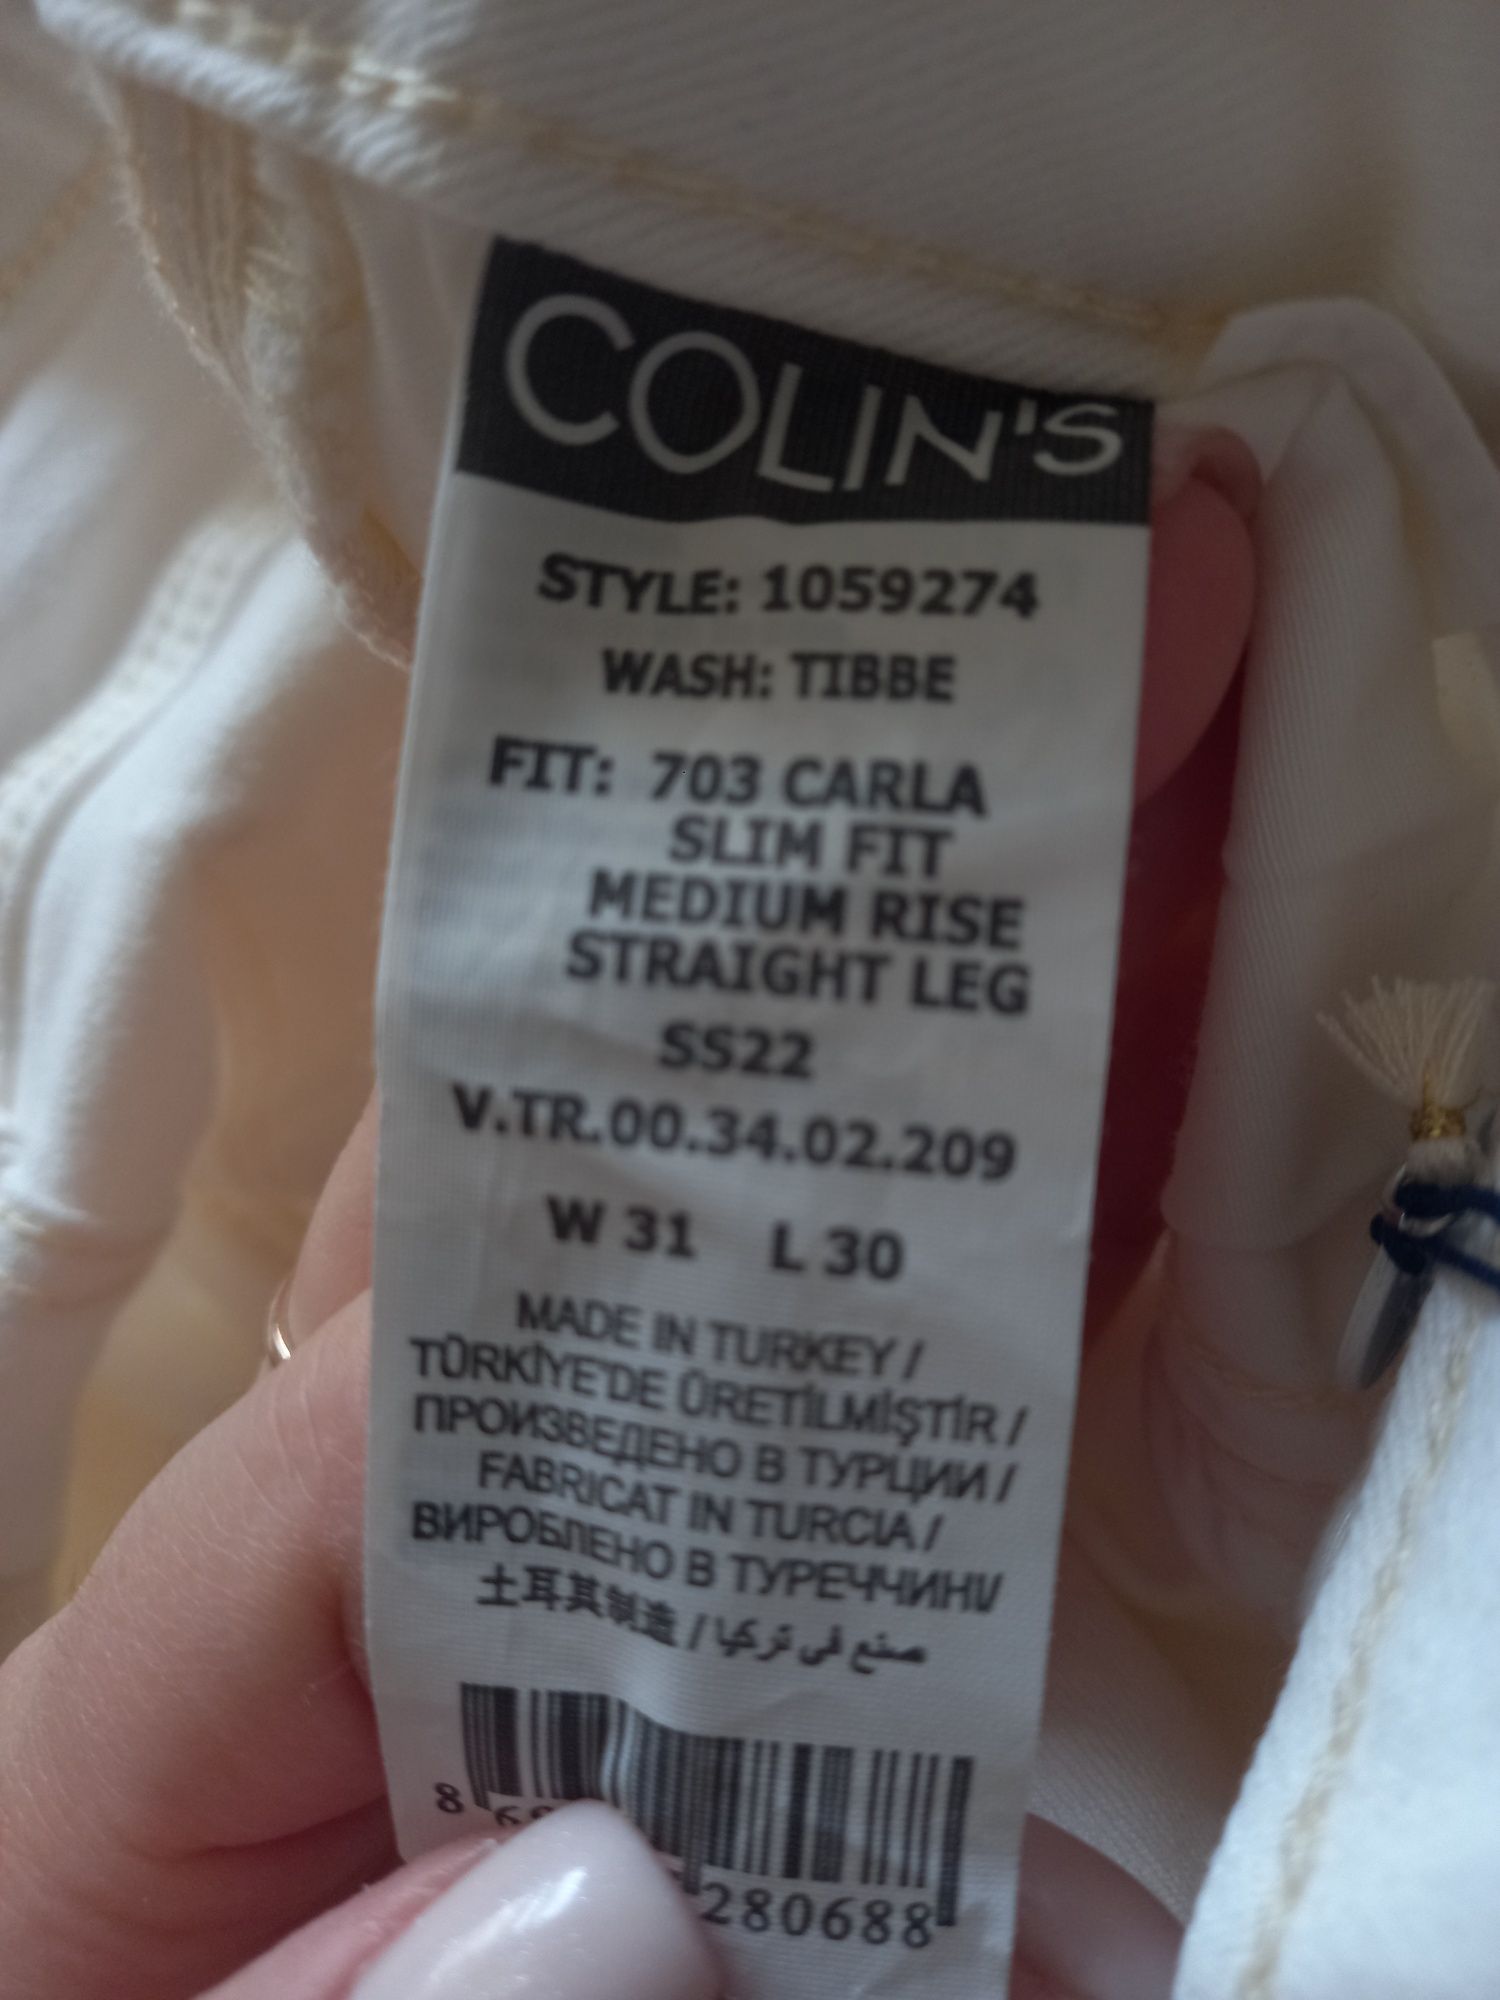 COLIN'S
STYLE: 1059274
WASH: TIBBE
FIT: 703 CARLA
SLIM FIT
MEDIUM RISE
STRAIGHT LEG
SS22
V.TR.00.34.02.209
W 31 L 30
MADE IN TURKEY /
TÜRKİYE'DE ÜRETİLMİŞTİR /
ПРОИЗВЕДЕНО В ТУРЦИИ /
FABRICAT IN TURCIA /
ВИРОБЛЕНО В ТУРЕЧЧИНІ/
土耳其制造 / صنع في تركيا
8 280688